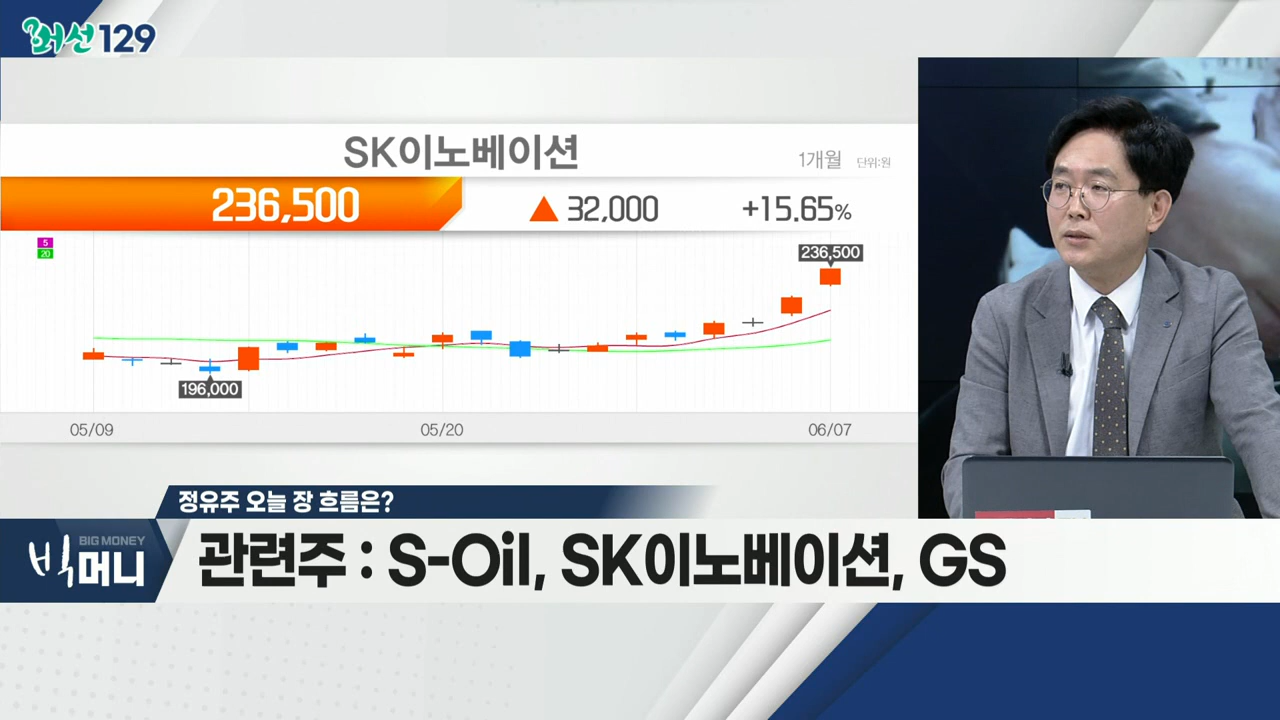 머선129
SK이노베이션
1개월 단위:원
236,500 ▲ 32,000 +15.65%
5
20
236,500
196,000
05/09 05/20 06/07
정유주 오늘 장 흐름은?
BIG MONEY
빅머니
관련주 : S-Oil, SK이노베이션, GS